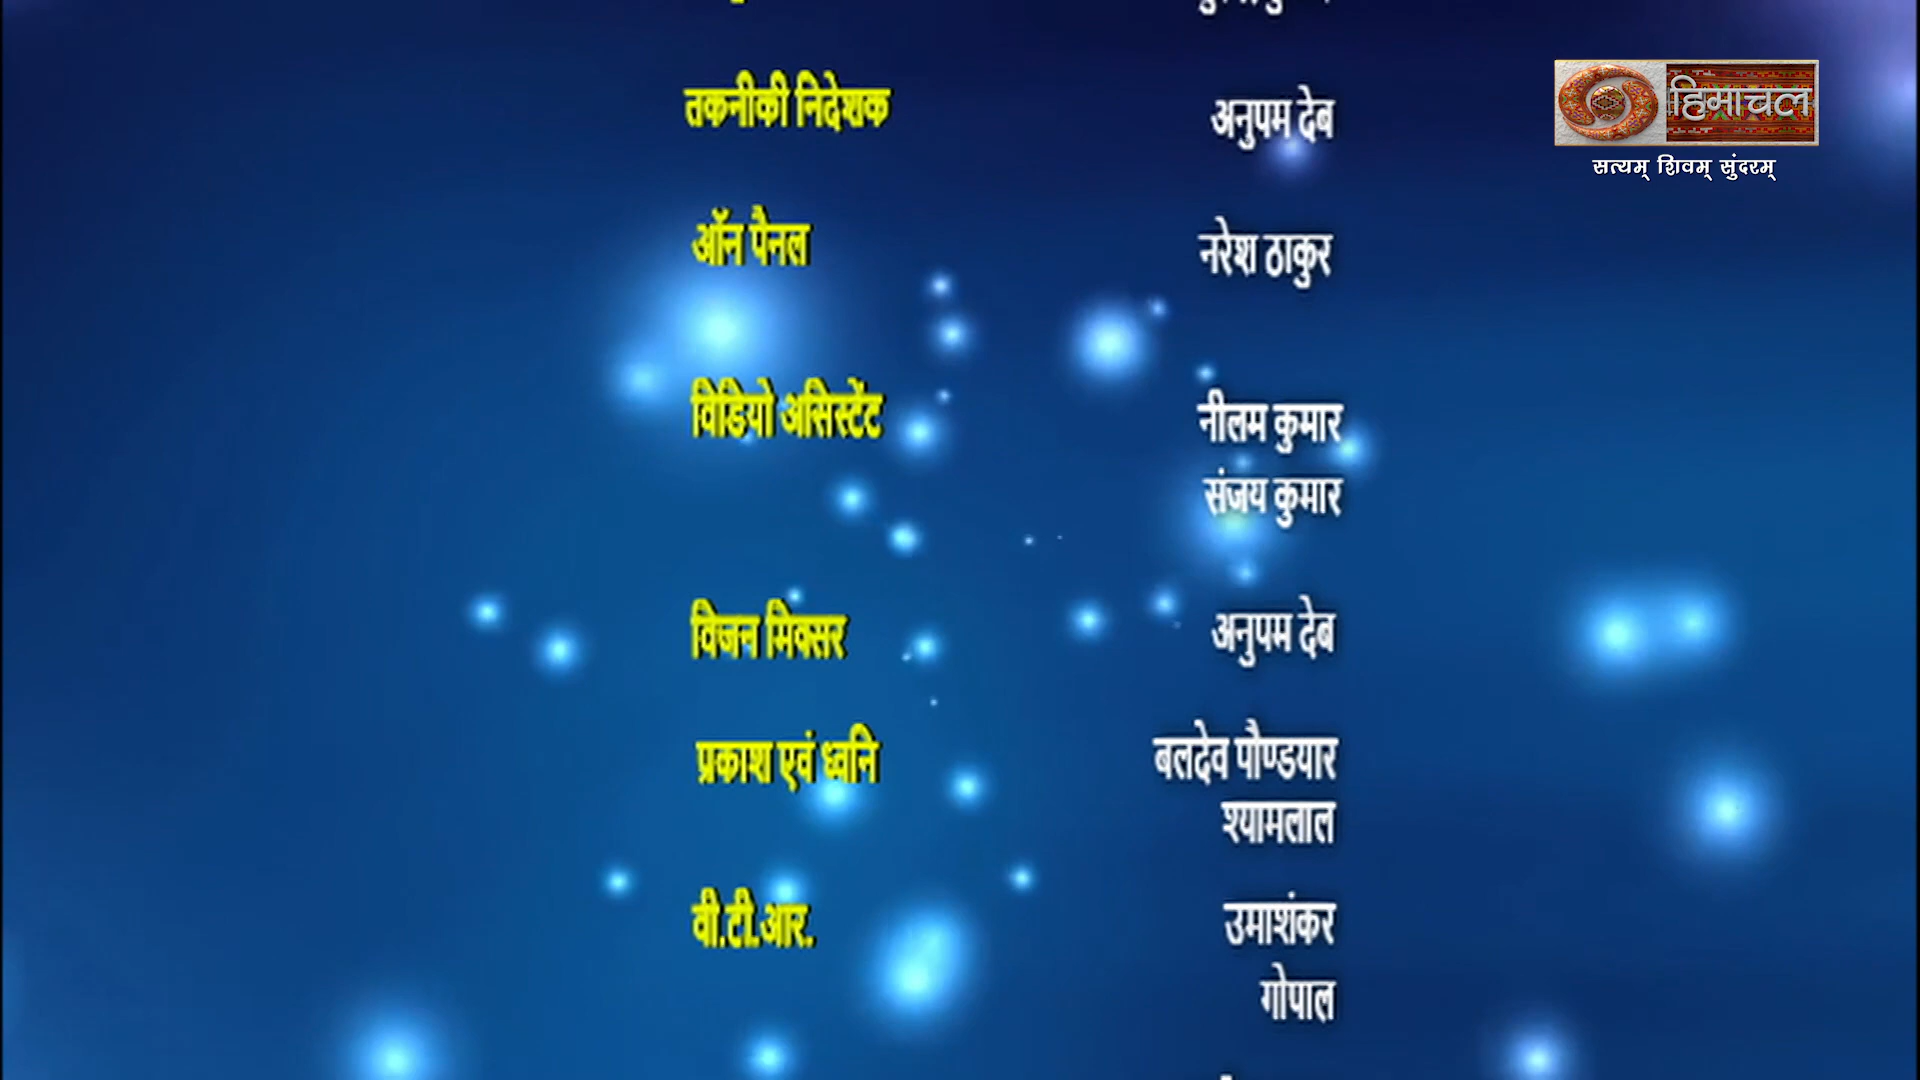 तकनीकी निदेशक अनुपम देब
हिमाचल
सत्यम् शिवम् सुंदरम्
ऑन पैनल नरेश ठाकुर
विडियो असिस्टेंट नीलम कुमार
संजय कुमार
विजन मिक्सर अनुपम देब
प्रकाश एवं ध्वनि बलदेव पौण्डयार
श्यामलाल
वी.टी.आर. उमाशंकर
गोपाल